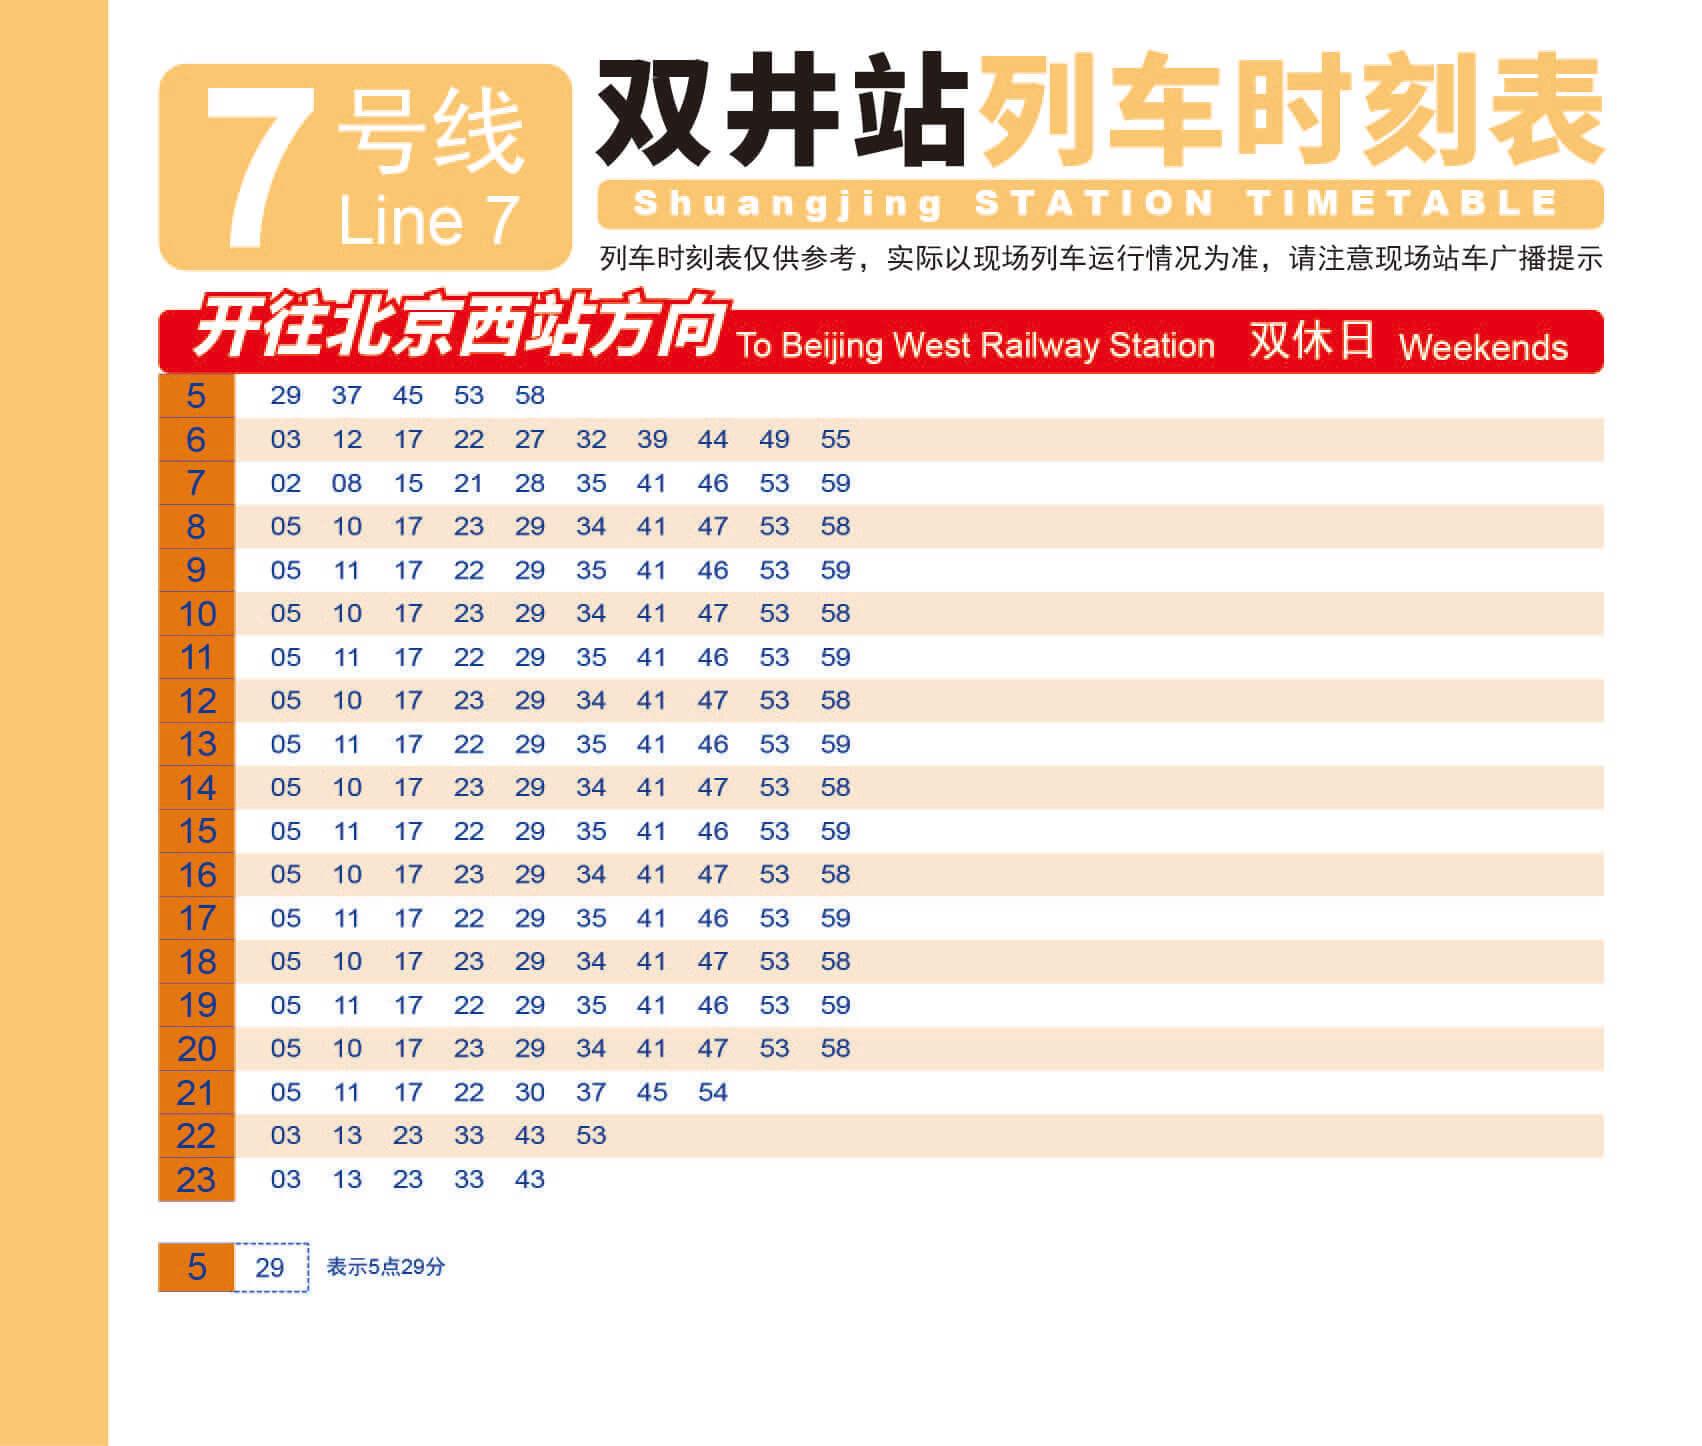 7号线
Line 7
双井站列车时刻表
Shuangjing STATION TIMETABLE
列车时刻表仅供参考，实际以现场列车运行情况为准，请注意现场站车广播提示
开往北京西站方向 To Beijing West Railway Station 双休日 Weekends
5 29 37 45 53 58
6 03 12 17 22 27 32 39 44 49 55
7 02 08 15 21 28 35 41 46 53 59
8 05 10 17 23 29 34 41 47 53 58
9 05 11 17 22 29 35 41 46 53 59
10 05 10 17 23 29 34 41 47 53 58
11 05 11 17 22 29 35 41 46 53 59
12 05 10 17 23 29 34 41 47 53 58
13 05 11 17 22 29 35 41 46 53 59
14 05 10 17 23 29 34 41 47 53 58
15 05 11 17 22 29 35 41 46 53 59
16 05 10 17 23 29 34 41 47 53 58
17 05 11 17 22 29 35 41 46 53 59
18 05 10 17 23 29 34 41 47 53 58
19 05 11 17 22 29 35 41 46 53 59
20 05 10 17 23 29 34 41 47 53 58
21 05 11 17 22 30 37 45 54
22 03 13 23 33 43 53
23 03 13 23 33 43
5 29 表示5点29分